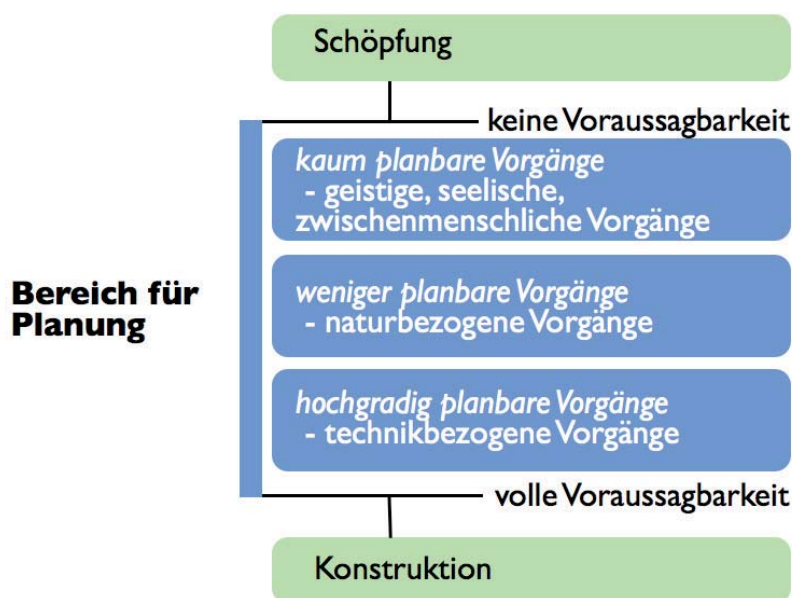 Schöpfung
keine Voraussagbarkeit
kaum planbare Vorgänge
- geistige, seelische,
zwischenmenschliche Vorgänge
Bereich für
Planung
weniger planbare Vorgänge
- naturbezogene Vorgänge
hochgradig planbare Vorgänge
- technikbezogene Vorgänge
volle Voraussagbarkeit
Konstruktion